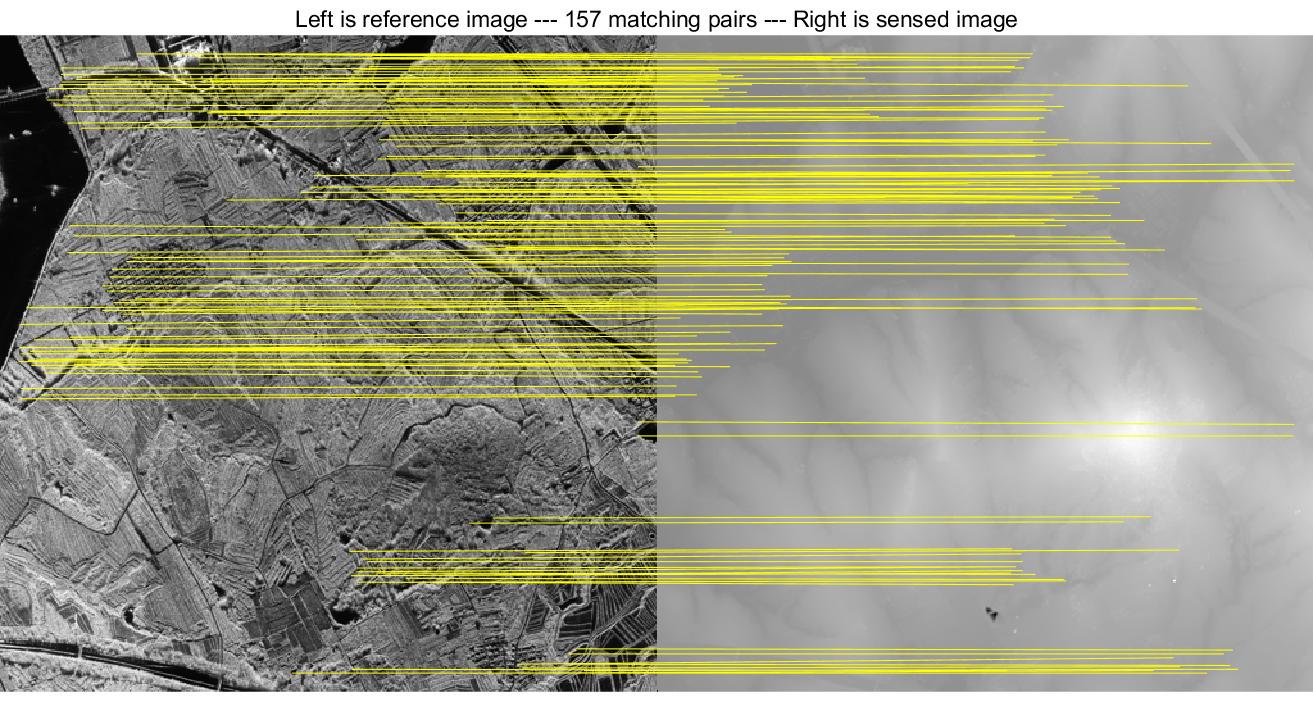 Left is reference image --- 157 matching pairs --- Right is sensed image